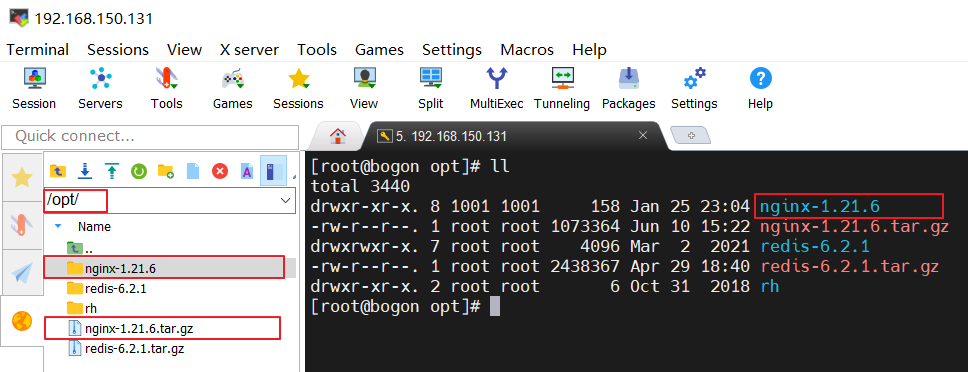 192.168.150.131
Terminal Sessions View X server Tools Games Settings Macros Help
Session Servers Tools Games Sessions View Split MultiExec Tunneling Packages Settings Help
Quick connect...
5. 192.168.150.131
/opt/
Name
..
nginx-1.21.6
redis-6.2.1
rh
nginx-1.21.6.tar.gz
redis-6.2.1.tar.gz
[root@bogon opt]# ll
total 3440
drwxr-xr-x. 8 1001 1001     158 Jan 25 23:04 nginx-1.21.6
-rw-r--r--. 1 root root 1073364 Jun 10 15:22 nginx-1.21.6.tar.gz
drwxrwxr-x. 7 root root    4096 Mar  2  2021 redis-6.2.1
-rw-r--r--. 1 root root 2438367 Apr 29 18:40 redis-6.2.1.tar.gz
drwxr-xr-x. 2 root root       6 Oct 31  2018 rh
[root@bogon opt]#